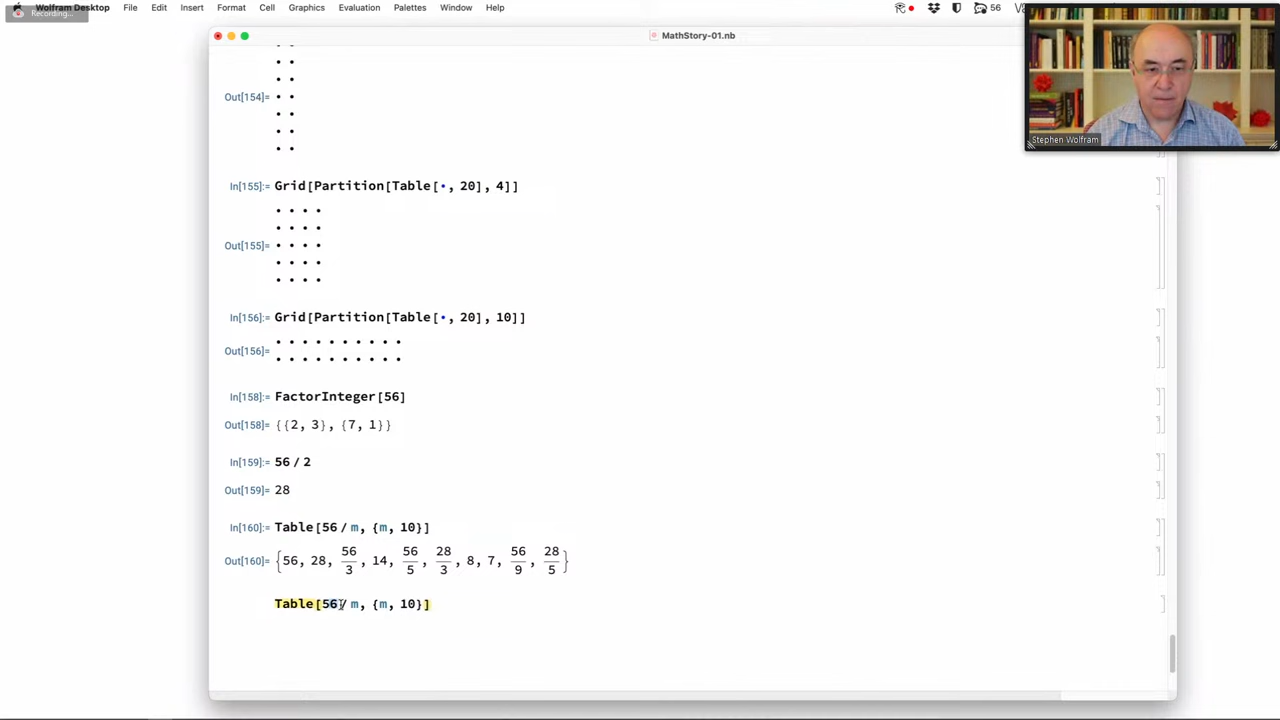 Wolfram Desktop File Edit Insert Format Cell Graphics Evaluation Palettes Window Help 56
Recording...
MathStory-01.nb
Stephen Wolfram
Out[154]=
In[155]:= Grid[Partition[Table[•, 20], 4]]
Out[155]=
In[156]:= Grid[Partition[Table[•, 20], 10]]
Out[156]=
In[158]:= FactorInteger[56]
Out[158]= {{2, 3}, {7, 1}}
In[159]:= 56 / 2
Out[159]= 28
In[160]:= Table[56 / m, {m, 10}]
Out[160]= {56, 28, 56/3, 14, 56/5, 28/3, 8, 7, 56/9, 28/5}
Table[56 / m, {m, 10}]